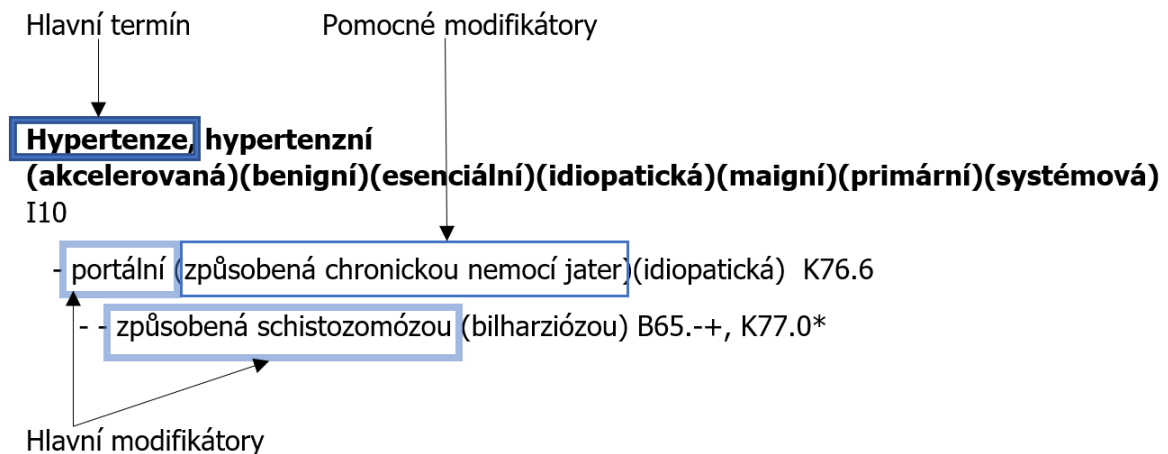 Hlavní termín Pomocné modifikátory
Hypertenze, hypertenzní
(akcelerovaná)(benigní)(esenciální)(idiopatická)(maigní)(primární)(systémová)
I10
- portální (způsobená chronickou nemocí jater)(idiopatická) K76.6
- - způsobená schistozomózou (bilharziózou) B65.-+, K77.0*
Hlavní modifikátory